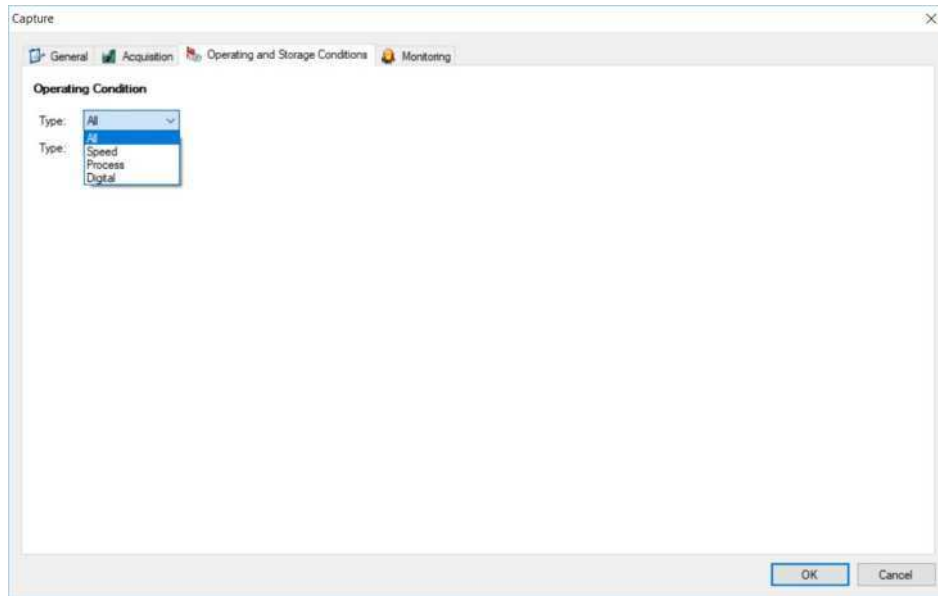 Capture
General Acquisition Operating and Storage Conditions Monitoring
Operating Condition
Type: All
All
Type: Speed
Process
Digital
OK Cancel